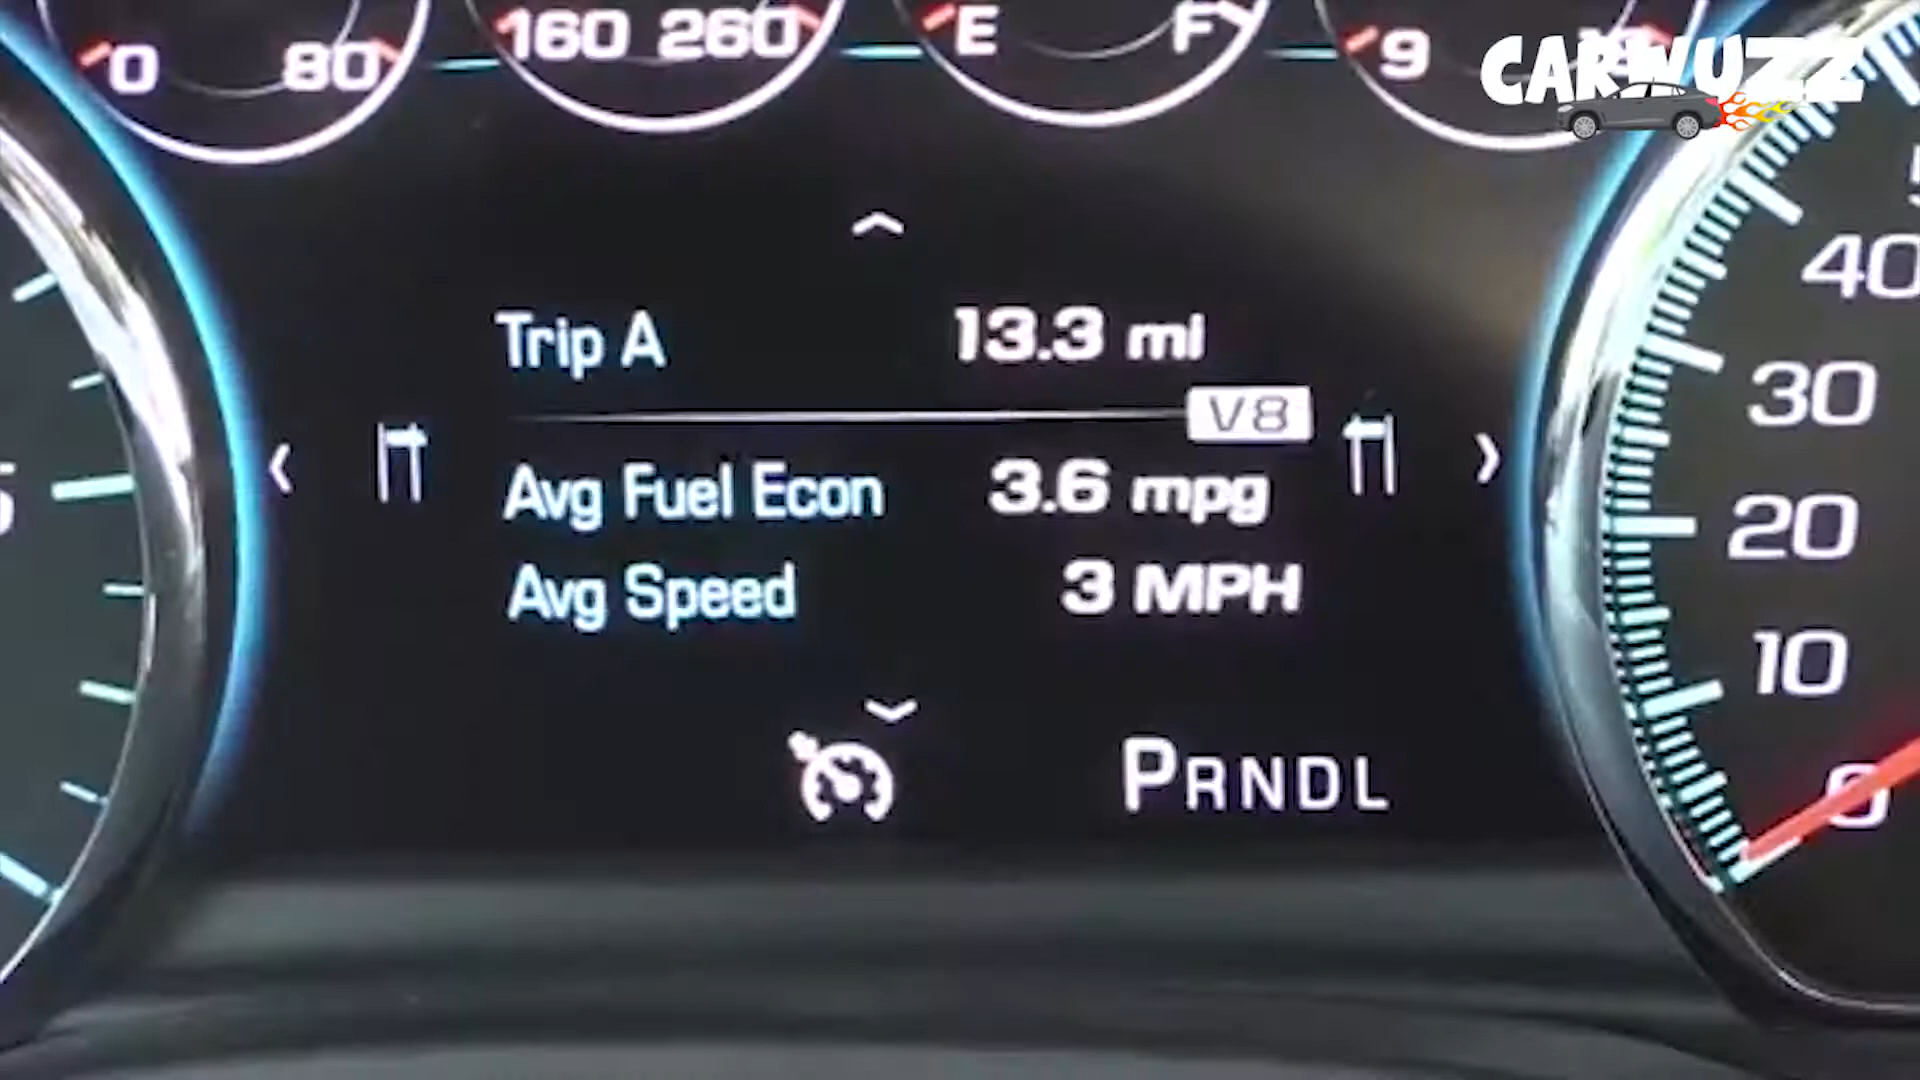 0 80 160 260 E F 9
CARWUZZ
Trip A 13.3 mi
V8
Avg Fuel Econ 3.6 mpg
Avg Speed 3 MPH
PRNDL
40
30
20
10
0